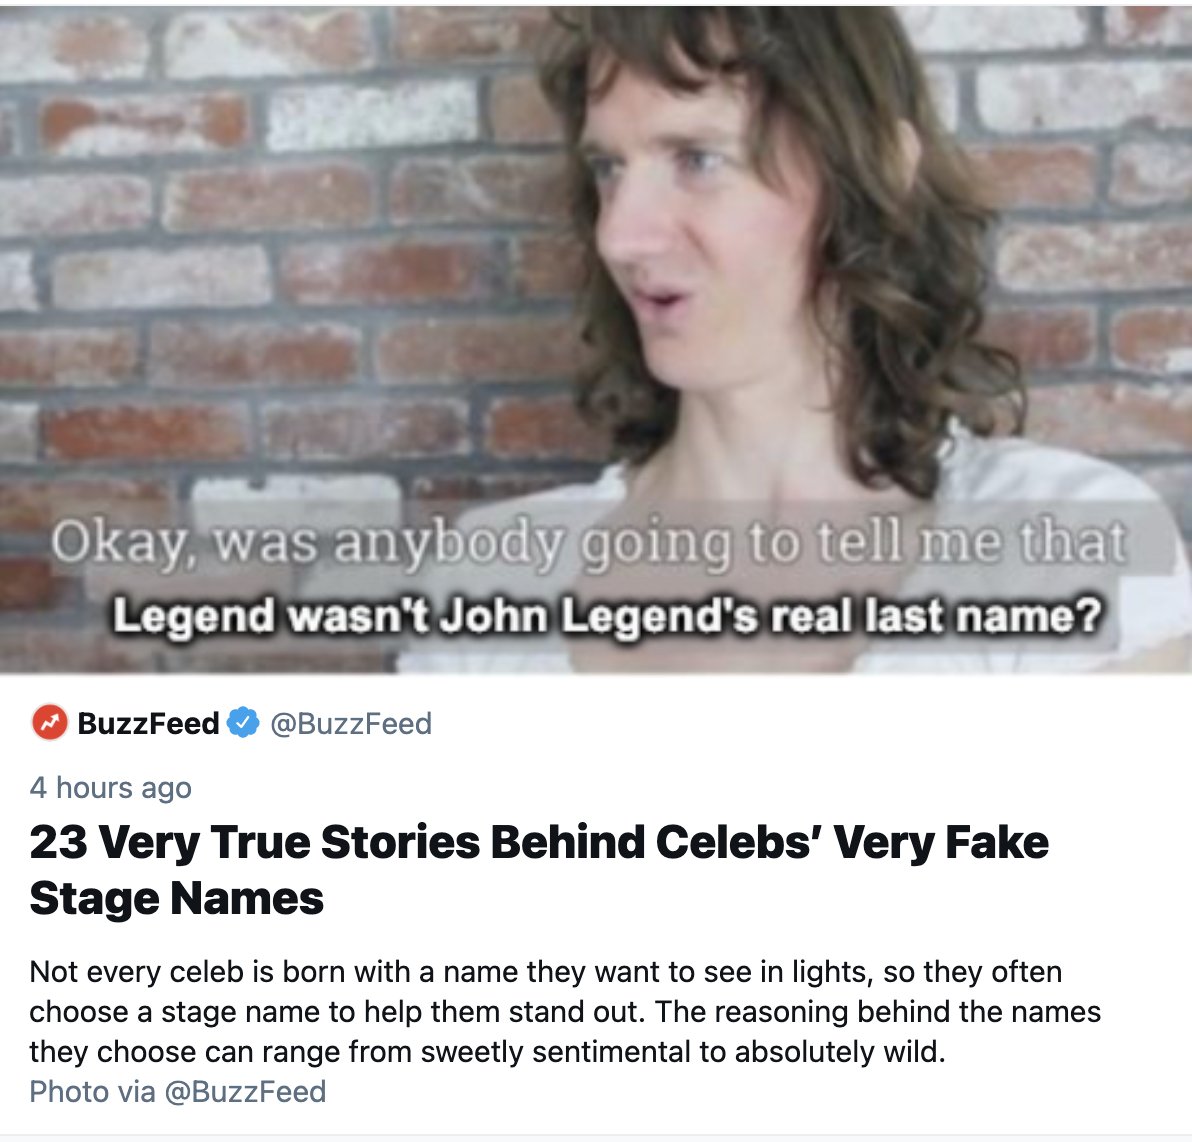 Okay, was anybody going to tell me that
Legend wasn't John Legend's real last name?
BuzzFeed @BuzzFeed
4 hours ago
23 Very True Stories Behind Celebs’ Very Fake
Stage Names
Not every celeb is born with a name they want to see in lights, so they often
choose a stage name to help them stand out. The reasoning behind the names
they choose can range from sweetly sentimental to absolutely wild.
Photo via @BuzzFeed